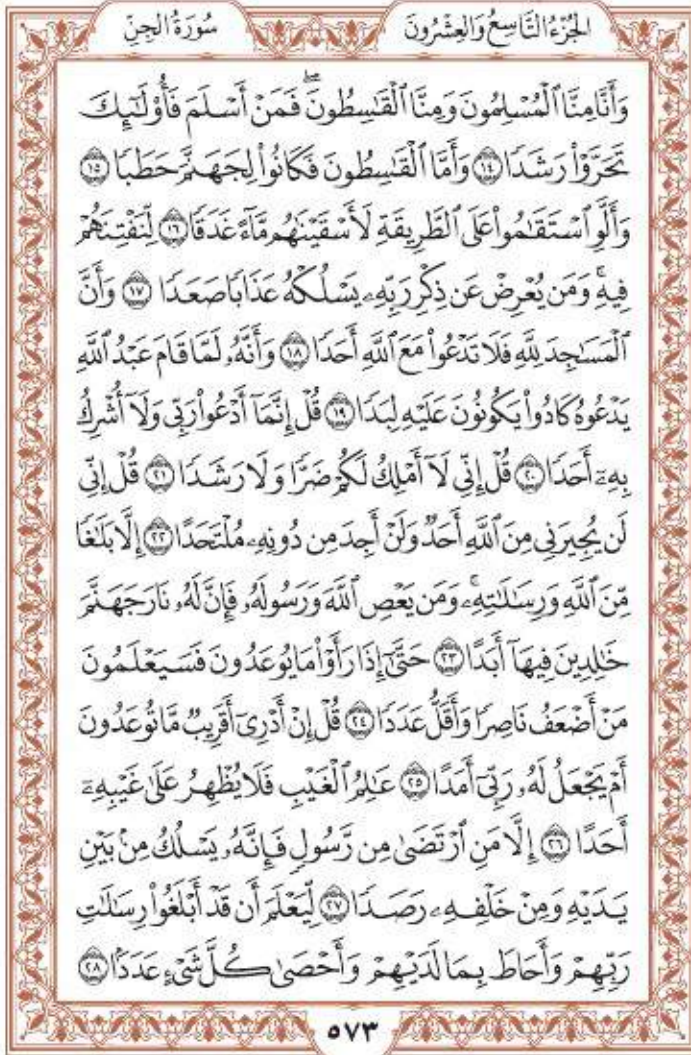 الجُزْءُ التَّاسِعُ وَالعِشْرُونَ
سُورَةُ الجِنِّ
وَأَنَّا مِنَّا ٱلْمُسْلِمُونَ وَمِنَّا ٱلْقَٰسِطُونَۖ فَمَنْ أَسْلَمَ فَأُو۟لَٰٓئِكَ
تَحَرَّوْا۟ رَشَدًا ١٤ وَأَمَّا ٱلْقَٰسِطُونَ فَكَانُوا۟ لِجَهَنَّمَ حَطَبًا ١٥
وَأَلَّوِ ٱسْتَقَٰمُوا۟ عَلَى ٱلطَّرِيقَةِ لَأَسْقَيْنَٰهُم مَّآءً غَدَقًا ١٦ لِّنَفْتِنَهُمْ
فِيهِۚ وَمَن يُعْرِضْ عَن ذِكْرِ رَبِّهِۦ يَسْلُكْهُ عَذَابًا صَعَدًا ١٧ وَأَنَّ
ٱلْمَسَٰجِدَ لِلَّهِ فَلَا تَدْعُوا۟ مَعَ ٱللَّهِ أَحَدًا ١٨ وَأَنَّهُۥ لَمَّا قَامَ عَبْدُ ٱللَّهِ
يَدْعُوهُ كَادُوا۟ يَكُونُونَ عَلَيْهِ لِبَدًا ١٩ قُلْ إِنَّمَآ أَدْعُوا۟ رَبِّى وَلَآ أُشْرِكُ
بِهِۦٓ أَحَدًا ٢٠ قُلْ إِنِّى لَآ أَمْلِكُ لَكُمْ ضَرًّا وَلَا رَشَدًا ٢١ قُلْ إِنِّى
لَن يُجِيرَنِى مِنَ ٱللَّهِ أَحَدٌ وَلَنْ أَجِدَ مِن دُونِهِۦ مُلْتَحَدًا ٢٢ إِلَّا بَلَٰغًا
مِّنَ ٱللَّهِ وَرِسَٰلَٰتِهِۦۚ وَمَن يَعْصِ ٱللَّهَ وَرَسُولَهُۥ فَإِنَّ لَهُۥ نَارَ جَهَنَّمَ
خَٰلِدِينَ فِيهَآ أَبَدًا ٢٣ حَتَّىٰٓ إِذَا رَأَوْا۟ مَا يُوعَدُونَ فَسَيَعْلَمُونَ
مَنْ أَضْعَفُ نَاصِرًا وَأَقَلُّ عَدَدًا ٢٤ قُلْ إِنْ أَدْرِىٓ أَقَرِيبٌ مَّا تُوعَدُونَ
أَمْ يَجْعَلُ لَهُۥ رَبِّىٓ أَمَدًا ٢٥ عَٰلِمُ ٱلْغَيْبِ فَلَا يُظْهِرُ عَلَىٰ غَيْبِهِۦٓ
أَحَدًا ٢٦ إِلَّا مَنِ ٱرْتَضَىٰ مِن رَّسُولٍ فَإِنَّهُۥ يَسْلُكُ مِنۢ بَيْنِ
يَدَيْهِ وَمِنْ خَلْفِهِۦ رَصَدًا ٢٧ لِّيَعْلَمَ أَن قَدْ أَبْلَغُوا۟ رِسَٰلَٰتِ
رَبِّهِمْ وَأَحَاطَ بِمَا لَدَيْهِمْ وَأَحْصَىٰ كُلَّ شَىْءٍ عَدَدًۢا ٢٨
٥٧٣